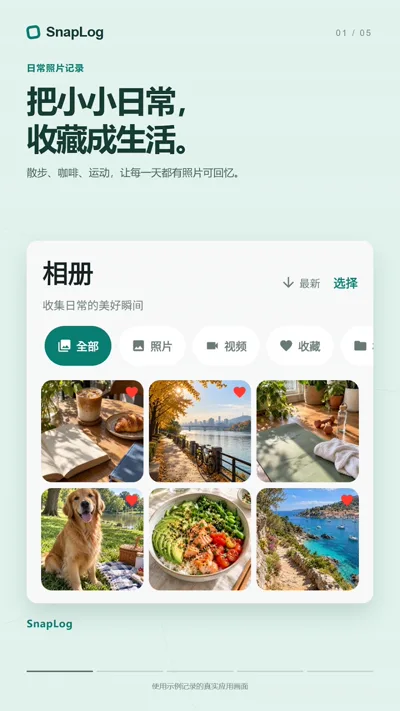 SnapLog
01 / 05
日常照片记录
把小小日常，
收藏成生活。
散步、咖啡、运动，让每一天都有照片可回忆。
相册
最新
选择
收集日常的美好瞬间
全部
照片
视频
收藏
SnapLog
使用示例记录的真实应用画面